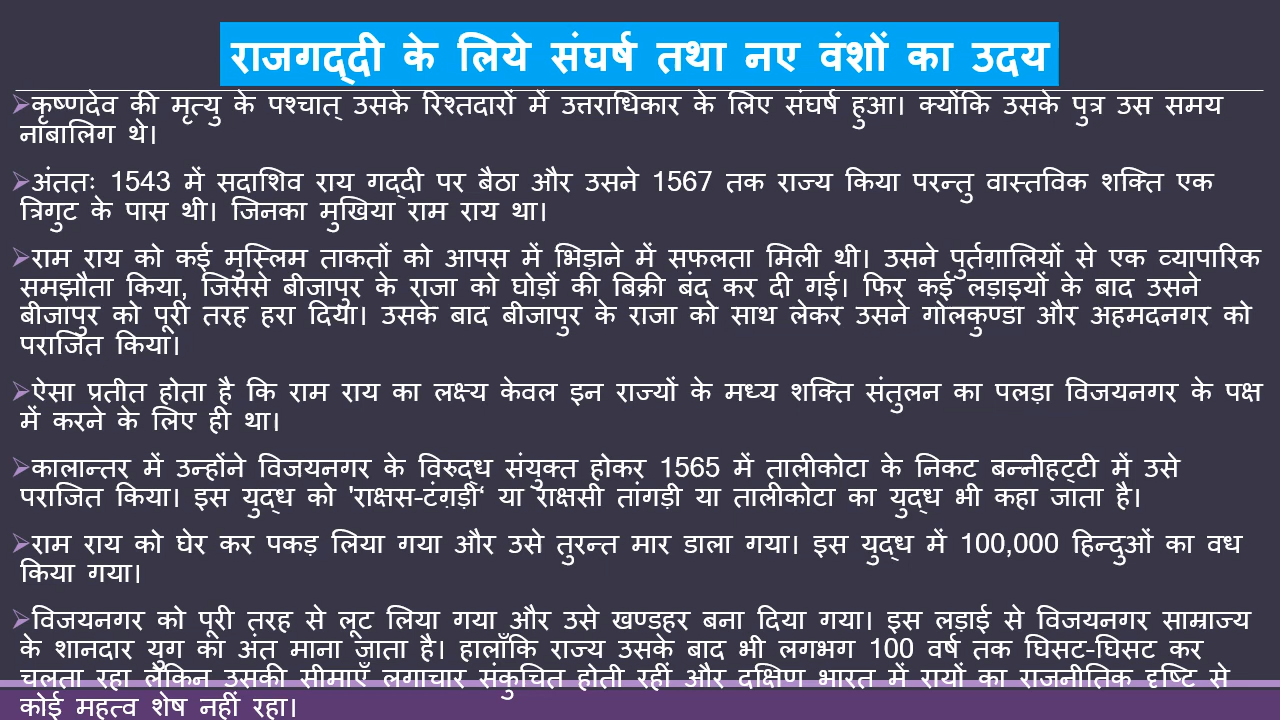 राजगद्दी के लिये संघर्ष तथा नए वंशों का उदय
➢कृष्णदेव की मृत्यु के पश्चात् उसके रिश्तदारों में उत्तराधिकार के लिए संघर्ष हुआ। क्योंकि उसके पुत्र उस समय
नाबालिग थे।
➢अंततः 1543 में सदाशिव राय गद्दी पर बैठा और उसने 1567 तक राज्य किया परन्तु वास्तविक शक्ति एक
त्रिगुट के पास थी। जिनका मुखिया राम राय था।
➢राम राय को कई मुस्लिम ताकतों को आपस में भिड़ाने में सफलता मिली थी। उसने पुर्तग़ालियों से एक व्यापारिक
समझौता किया, जिससे बीजापुर के राजा को घोड़ों की बिक्री बंद कर दी गई। फिर कई लड़ाइयों के बाद उसने
बीजापुर को पूरी तरह हरा दिया। उसके बाद बीजापुर के राजा को साथ लेकर उसने गोलकुण्डा और अहमदनगर को
पराजित किया।
➢ऐसा प्रतीत होता है कि राम राय का लक्ष्य केवल इन राज्यों के मध्य शक्ति संतुलन का पलड़ा विजयनगर के पक्ष
में करने के लिए ही था।
➢कालान्तर में उन्होंने विजयनगर के विरुद्ध संयुक्त होकर 1565 में तालीकोटा के निकट बन्नीहट्टी में उसे
पराजित किया। इस युद्ध को 'राक्षस-टंग़ड़ी‘ या राक्षसी तांगड़ी या तालीकोटा का युद्ध भी कहा जाता है।
➢राम राय को घेर कर पकड़ लिया गया और उसे तुरन्त मार डाला गया। इस युद्ध में 100,000 हिन्दुओं का वध
किया गया।
➢विजयनगर को पूरी तरह से लूट लिया गया और उसे खण्डहर बना दिया गया। इस लड़ाई से विजयनगर साम्राज्य
के शानदार युग का अंत माना जाता है। हालाँकि राज्य उसके बाद भी लगभग 100 वर्ष तक घिसट-घिसट कर
चलता रहा लेकिन उसकी सीमाएँ लगाचार संकुचित होती रहीं और दक्षिण भारत में रायों का राजनीतिक दृष्टि से
कोई महत्व शेष नहीं रहा।